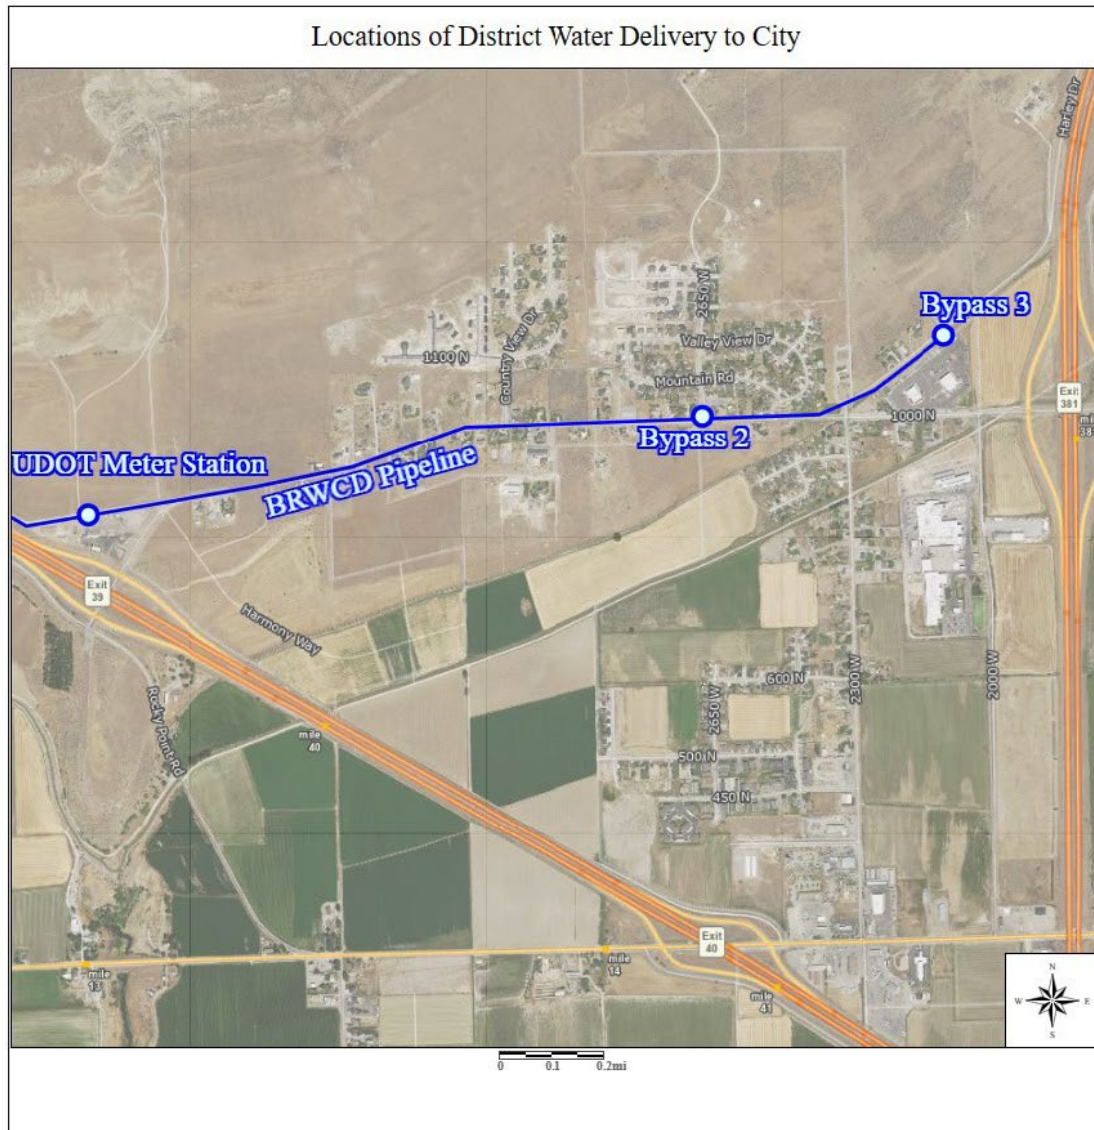 Locations of District Water Delivery to City
Harley Dr
2650 W
Bypass 3
Valley View Dr
Country View Dr
1100 N
Mountain Rd
Exit
381
1000 N
mi
381
Bypass 2
UDOT Meter Station
BRWCD Pipeline
Exit
39
Harmony Way
Rocky Point Rd
mile
40
600 N
2650 W
2300 W
2000 W
500 N
450 N
Exit
40
mile
13
mile
14
mile
41
N
W
E
S
0 0.1 0.2mi